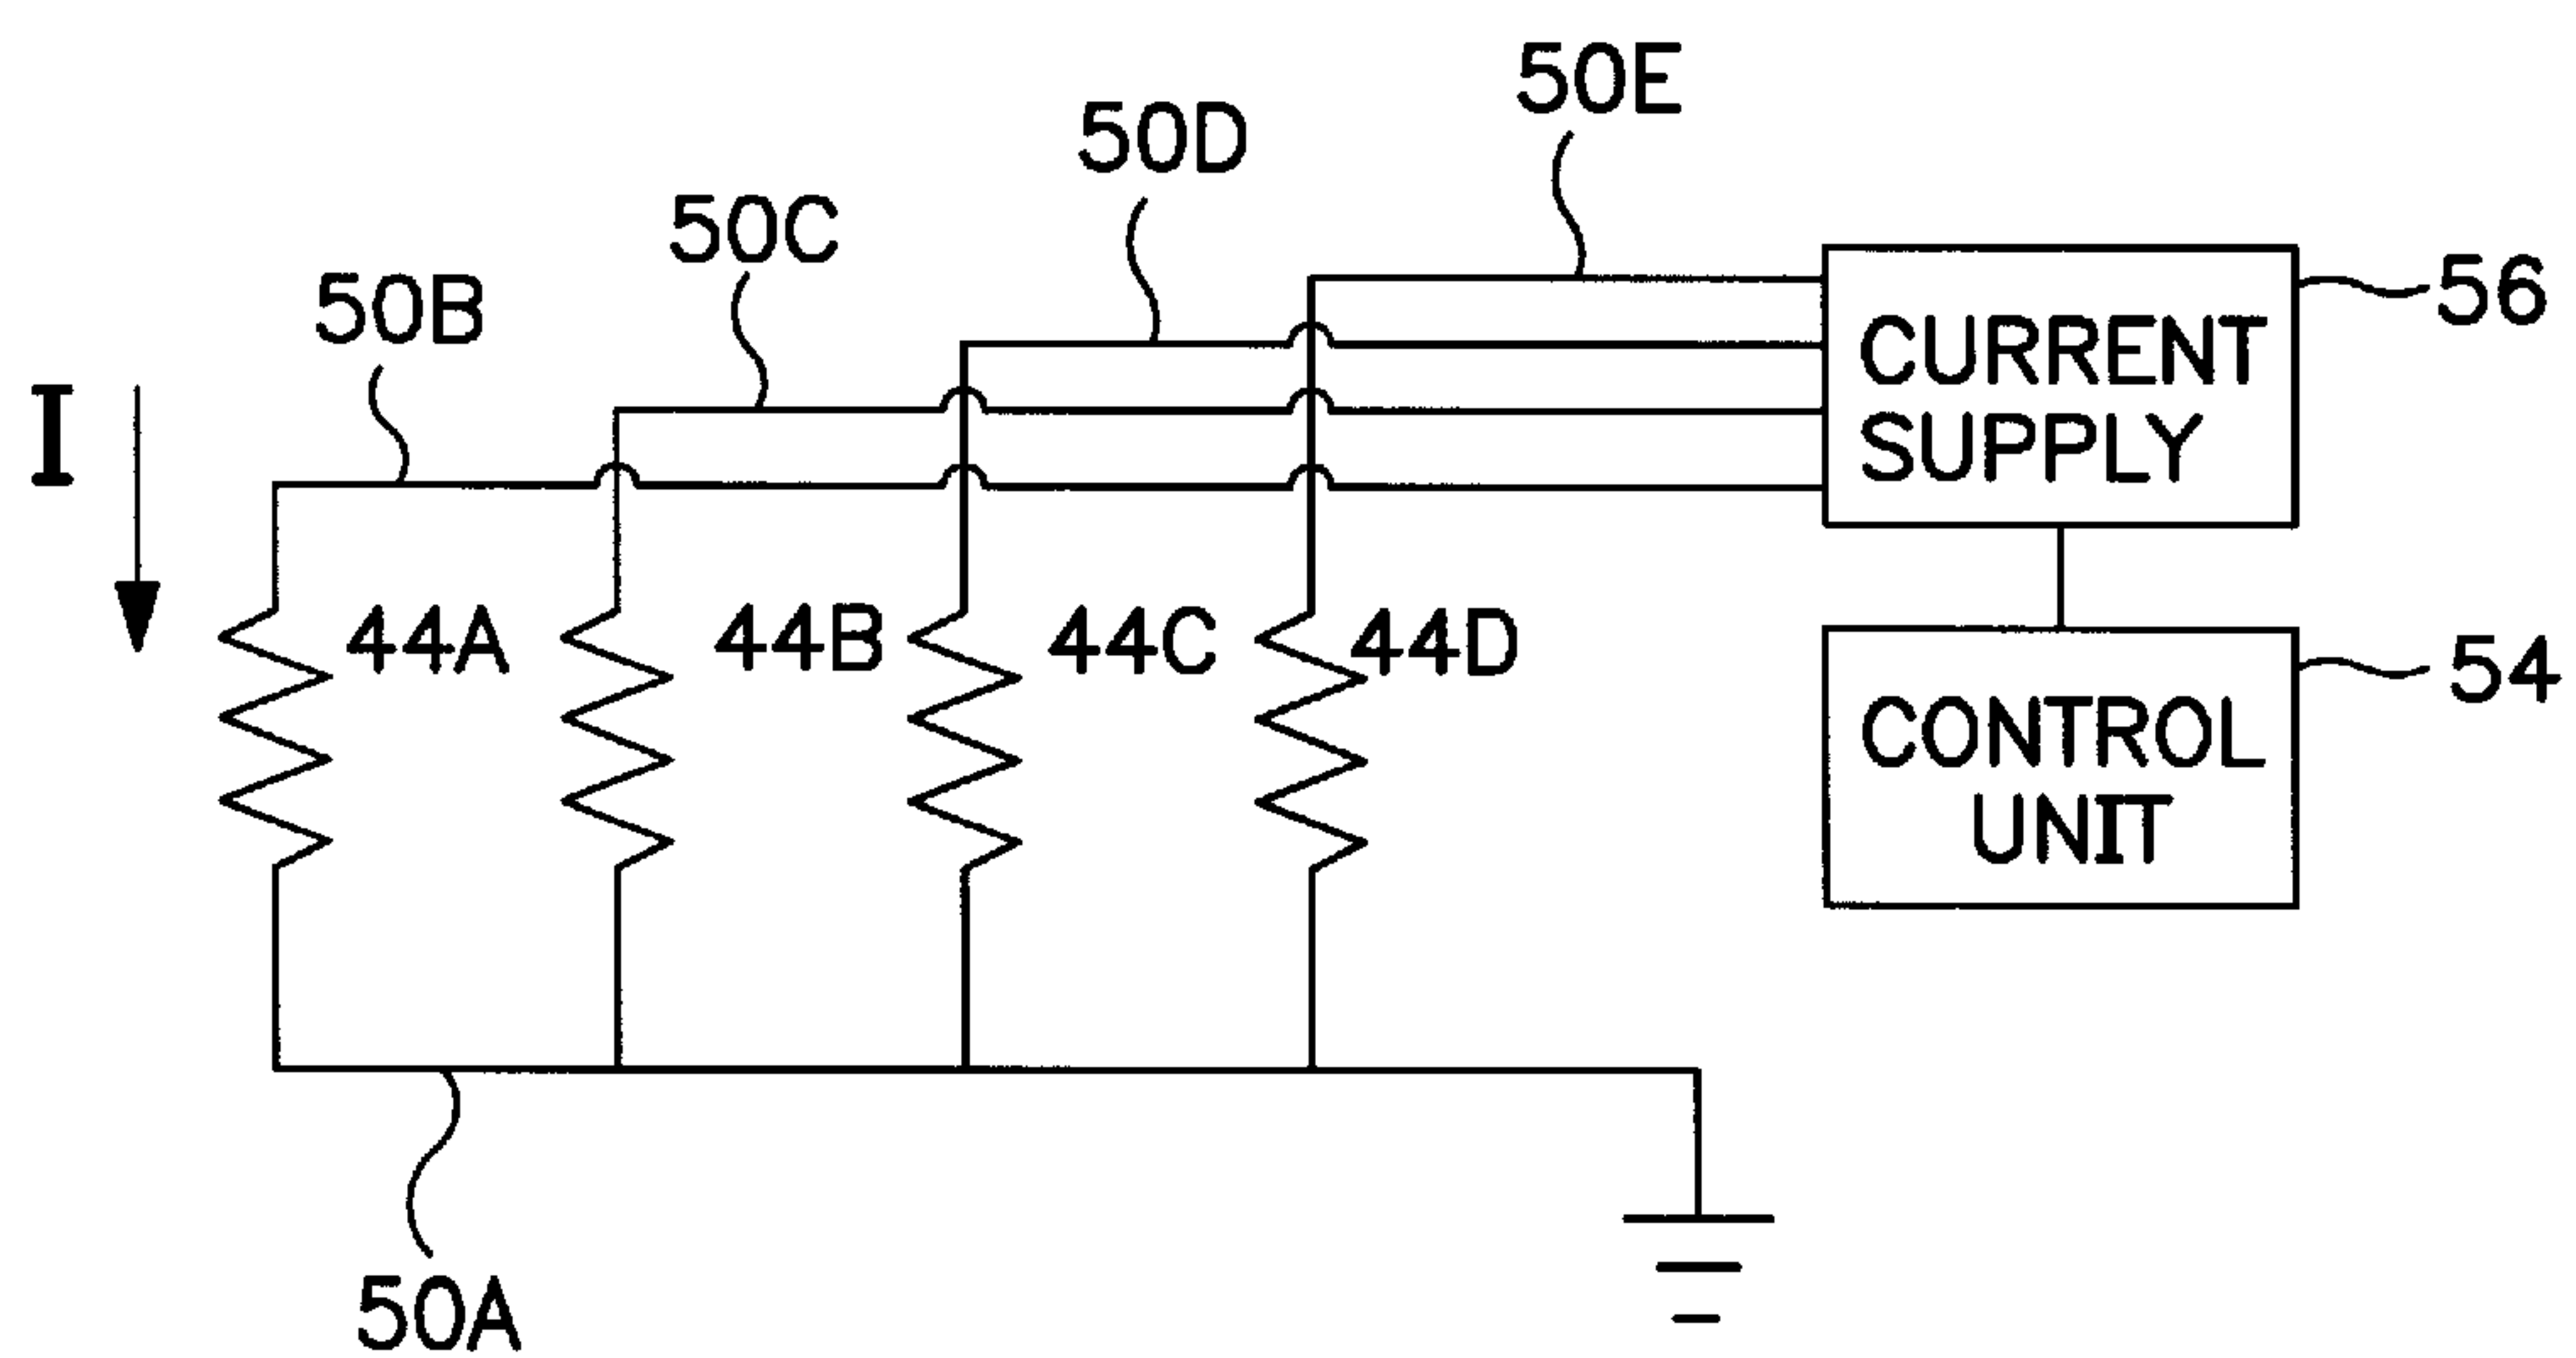 50E
50D
50C
50B
56
CURRENT
SUPPLY
I
44A
44B
44C
44D
54
CONTROL
UNIT
50A